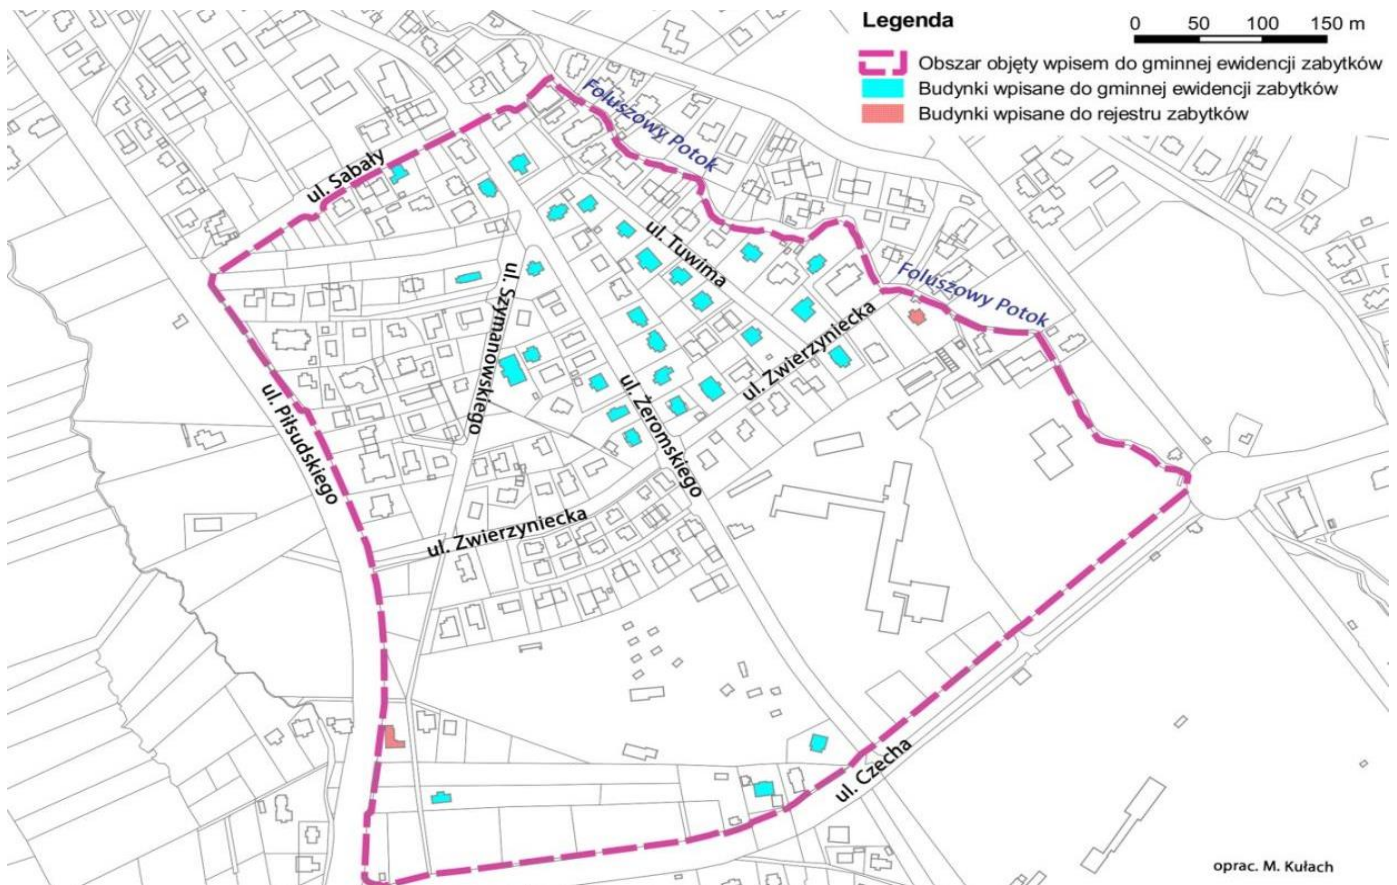 Legenda
0 50 100 150 m
Obszar objęty wpisem do gminnej ewidencji zabytków
Budynki wpisane do gminnej ewidencji zabytków
Budynki wpisane do rejestru zabytków
Foluszowy Potok
ul. Sabały
ul. Tuwima
ul. Szymanowskiego
Foluszowy Potok
ul. Zwierzyniecka
ul. Piłsudskiego
ul. Żeromskiego
ul. Zwierzyniecka
ul. Czecha
oprac. M. Kułach